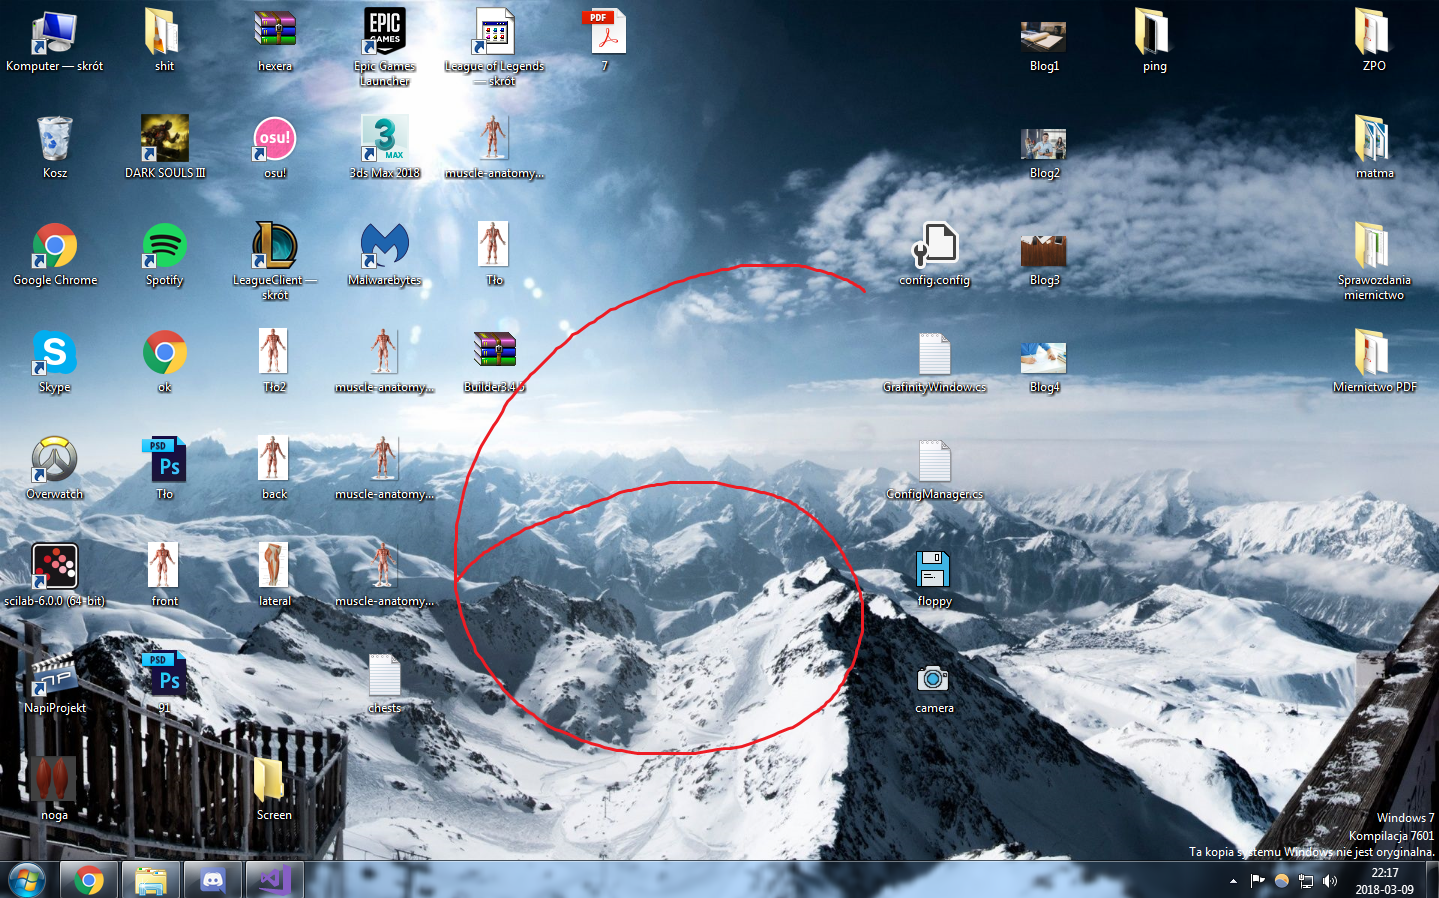 Komputer — skrót
shit
hexera
Epic Games
Launcher
League of Legends
— skrót
7
Blog1
ping
ZPO
Kosz
DARK SOULS III
osu!
3ds Max 2018
muscle-anatomy...
Blog2
matma
Google Chrome
Spotify
LeagueClient —
skrót
Malwarebytes
Tło
config.config
Blog3
Sprawozdania
miernictwo
Skype
ok
Tło2
muscle-anatomy...
Builder3.4.5
GrafinityWindow.cs
Blog4
Miernictwo PDF
Overwatch
Tło
back
muscle-anatomy...
ConfigManager.cs
scilab-6.0.0 (64-bit)
front
lateral
muscle-anatomy...
floppy
NapiProjekt
91
chests
camera
noga
Screen
Windows 7
Kompilacja 7601
Ta kopia systemu Windows nie jest oryginalna.
22:17
2018-03-09
EPIC
GAMES
PDF
osu!
3
MAX
S
PSD
Ps
PSD
Ps